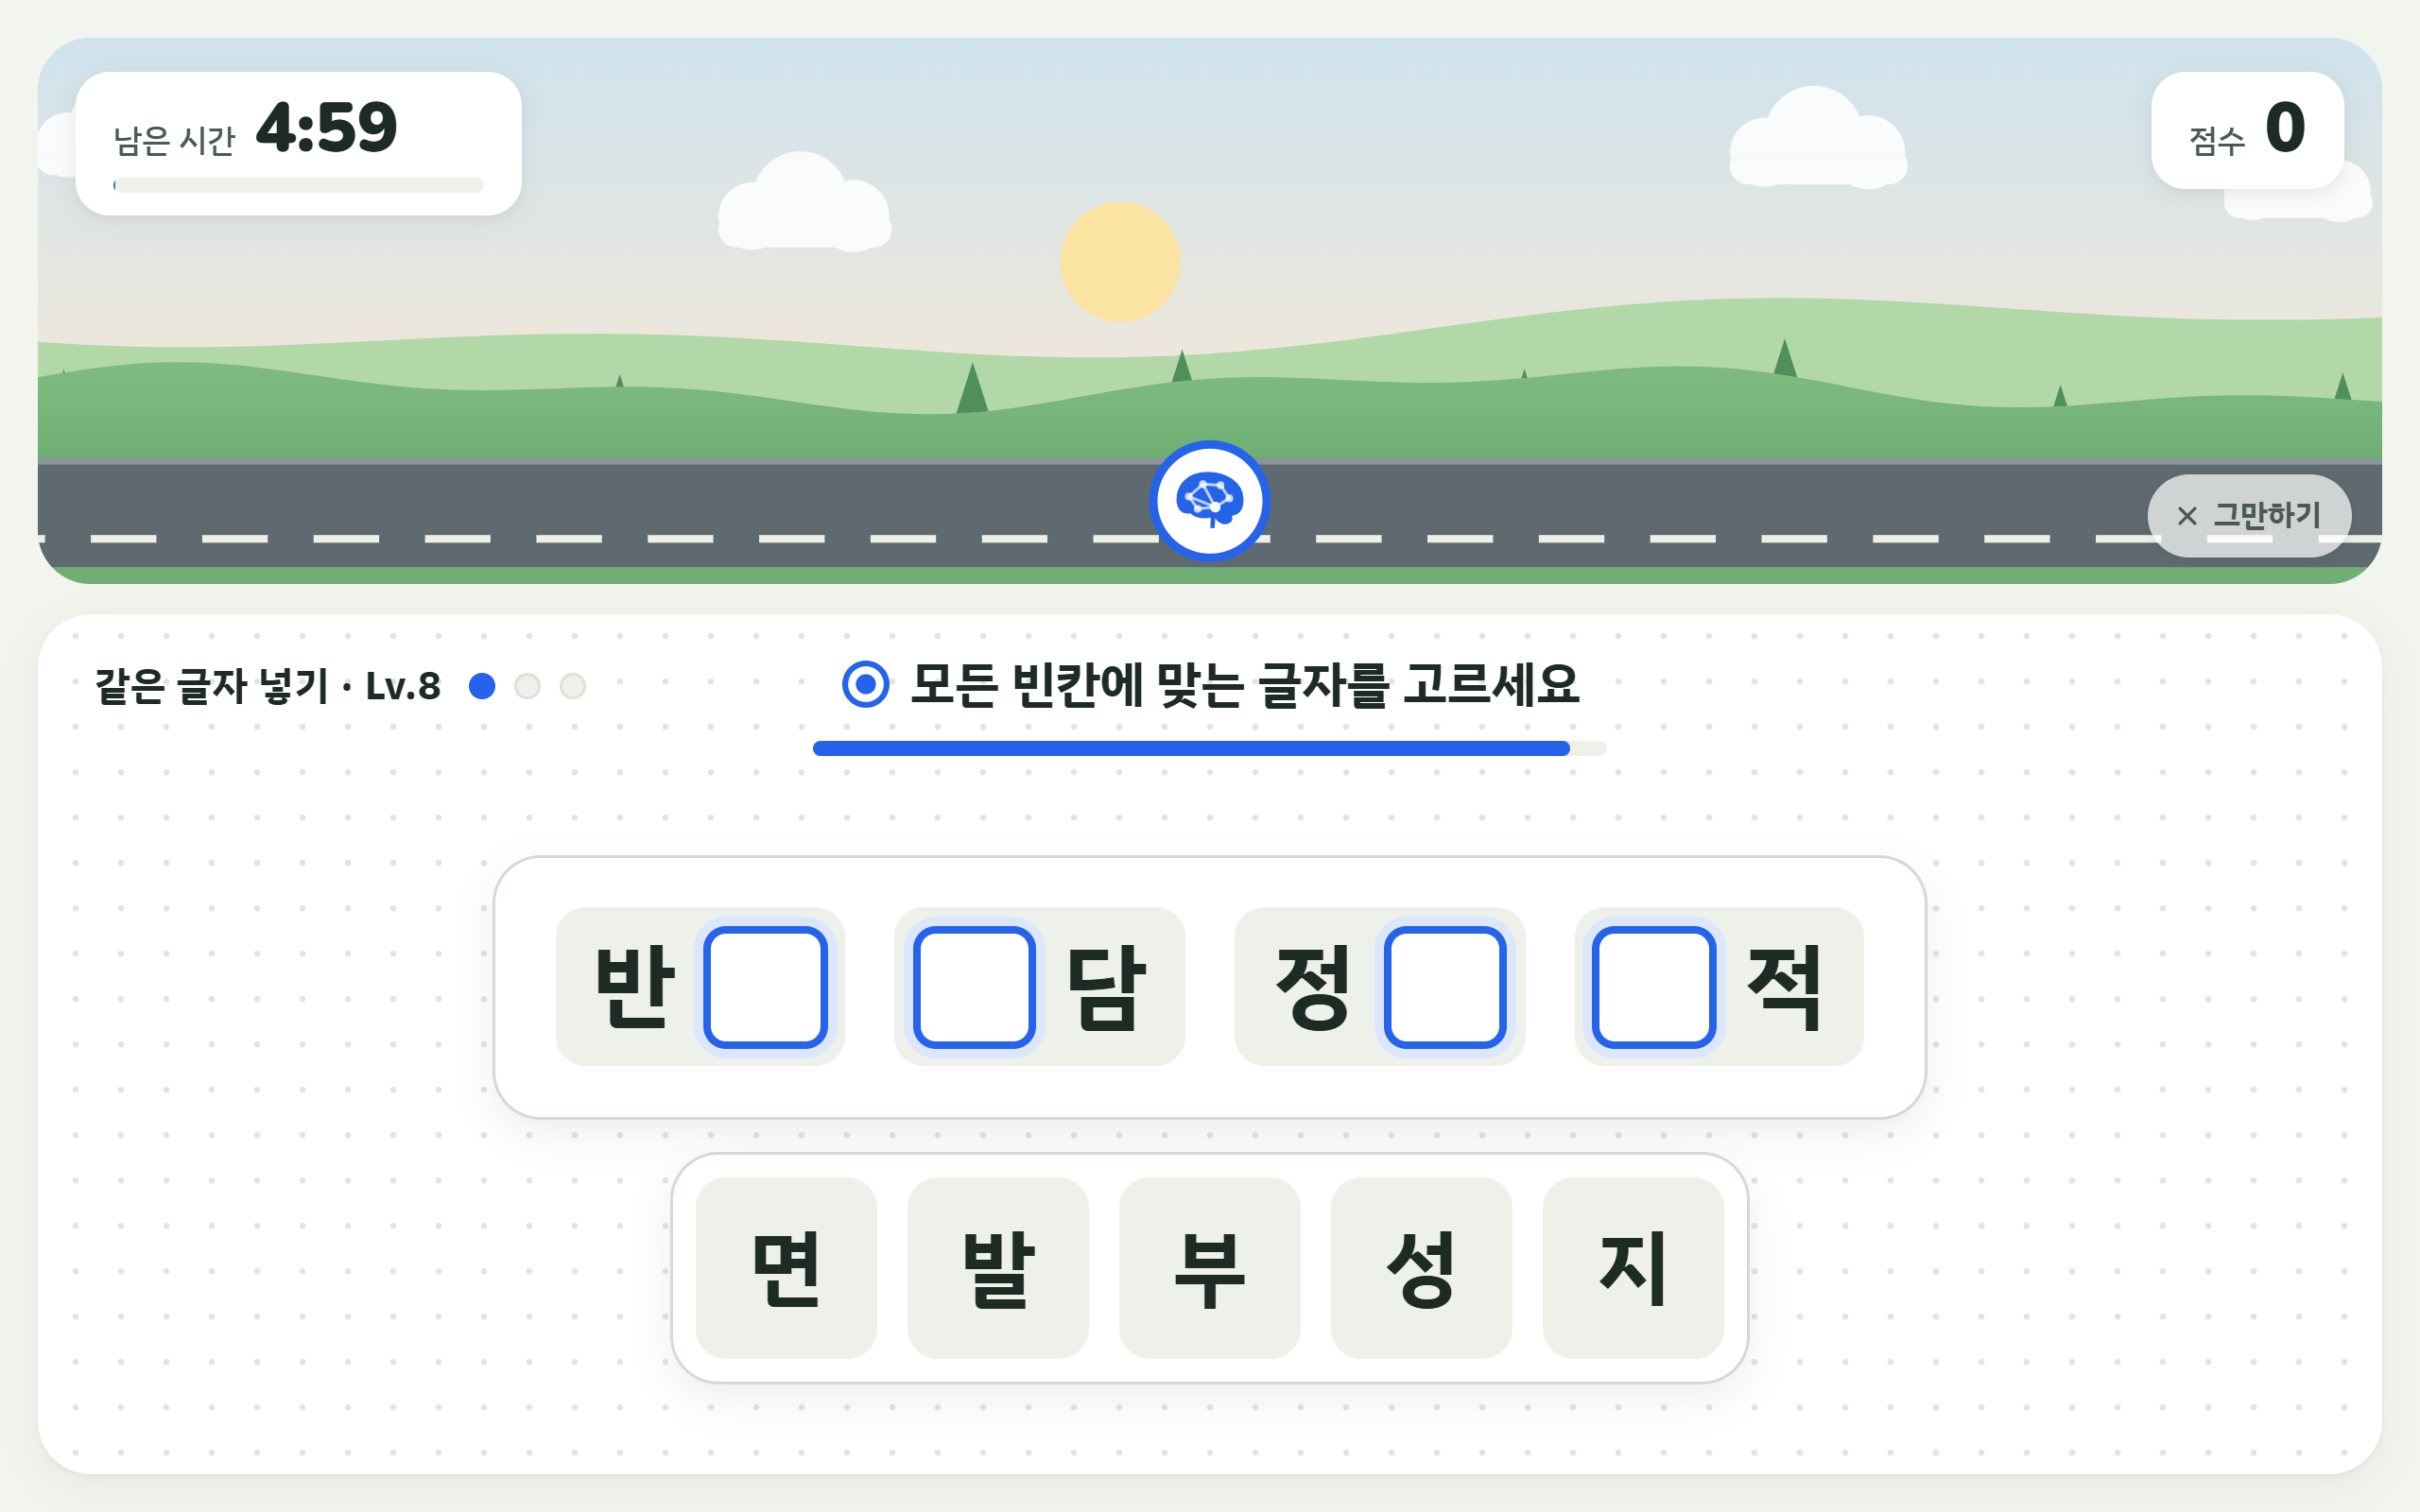 남은 시간 4:59
점수 0
× 그만하기
같은 글자 넣기 · Lv.8
모든 빈칸에 맞는 글자를 고르세요
반 담 정 적
면 발 부 성 지